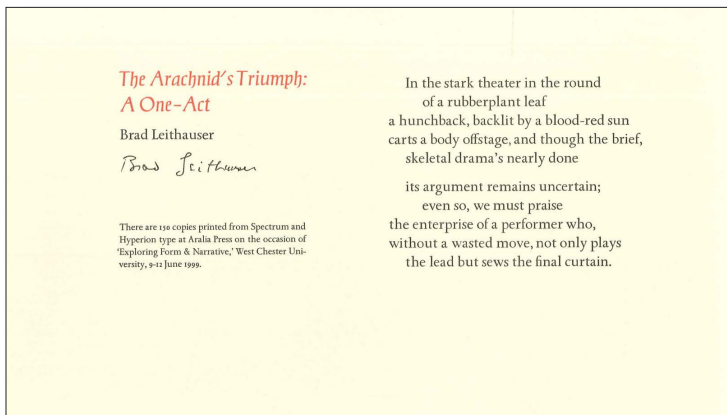 The Arachnid's Triumph:
A One-Act
Brad Leithauser
Brad Leithauser
There are 150 copies printed from Spectrum and
Hyperion type at Aralia Press on the occasion of
'Exploring Form & Narrative,' West Chester Uni-
versity, 9-12 June 1999.
In the stark theater in the round
of a rubberplant leaf
a hunchback, backlit by a blood-red sun
carts a body offstage, and though the brief,
skeletal drama's nearly done
its argument remains uncertain;
even so, we must praise
the enterprise of a performer who,
without a wasted move, not only plays
the lead but sews the final curtain.